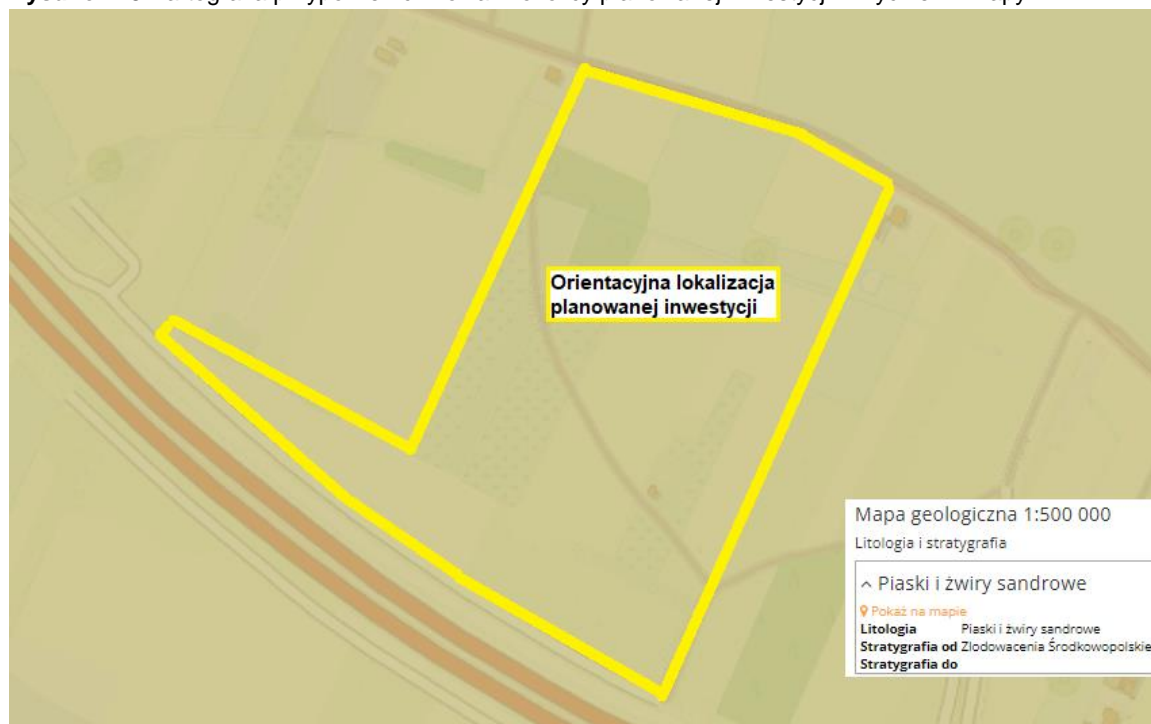 Orientacyjna lokalizacja
planowanej inwestycji
Mapa geologiczna 1:500 000
Litologia i stratygrafia
Piaski i żwiry sandrowe
Pokaż na mapie
Litologia Piaski i żwiry sandrowe
Stratygrafia od Zlodowacenia Środkowopolskie
Stratygrafia do